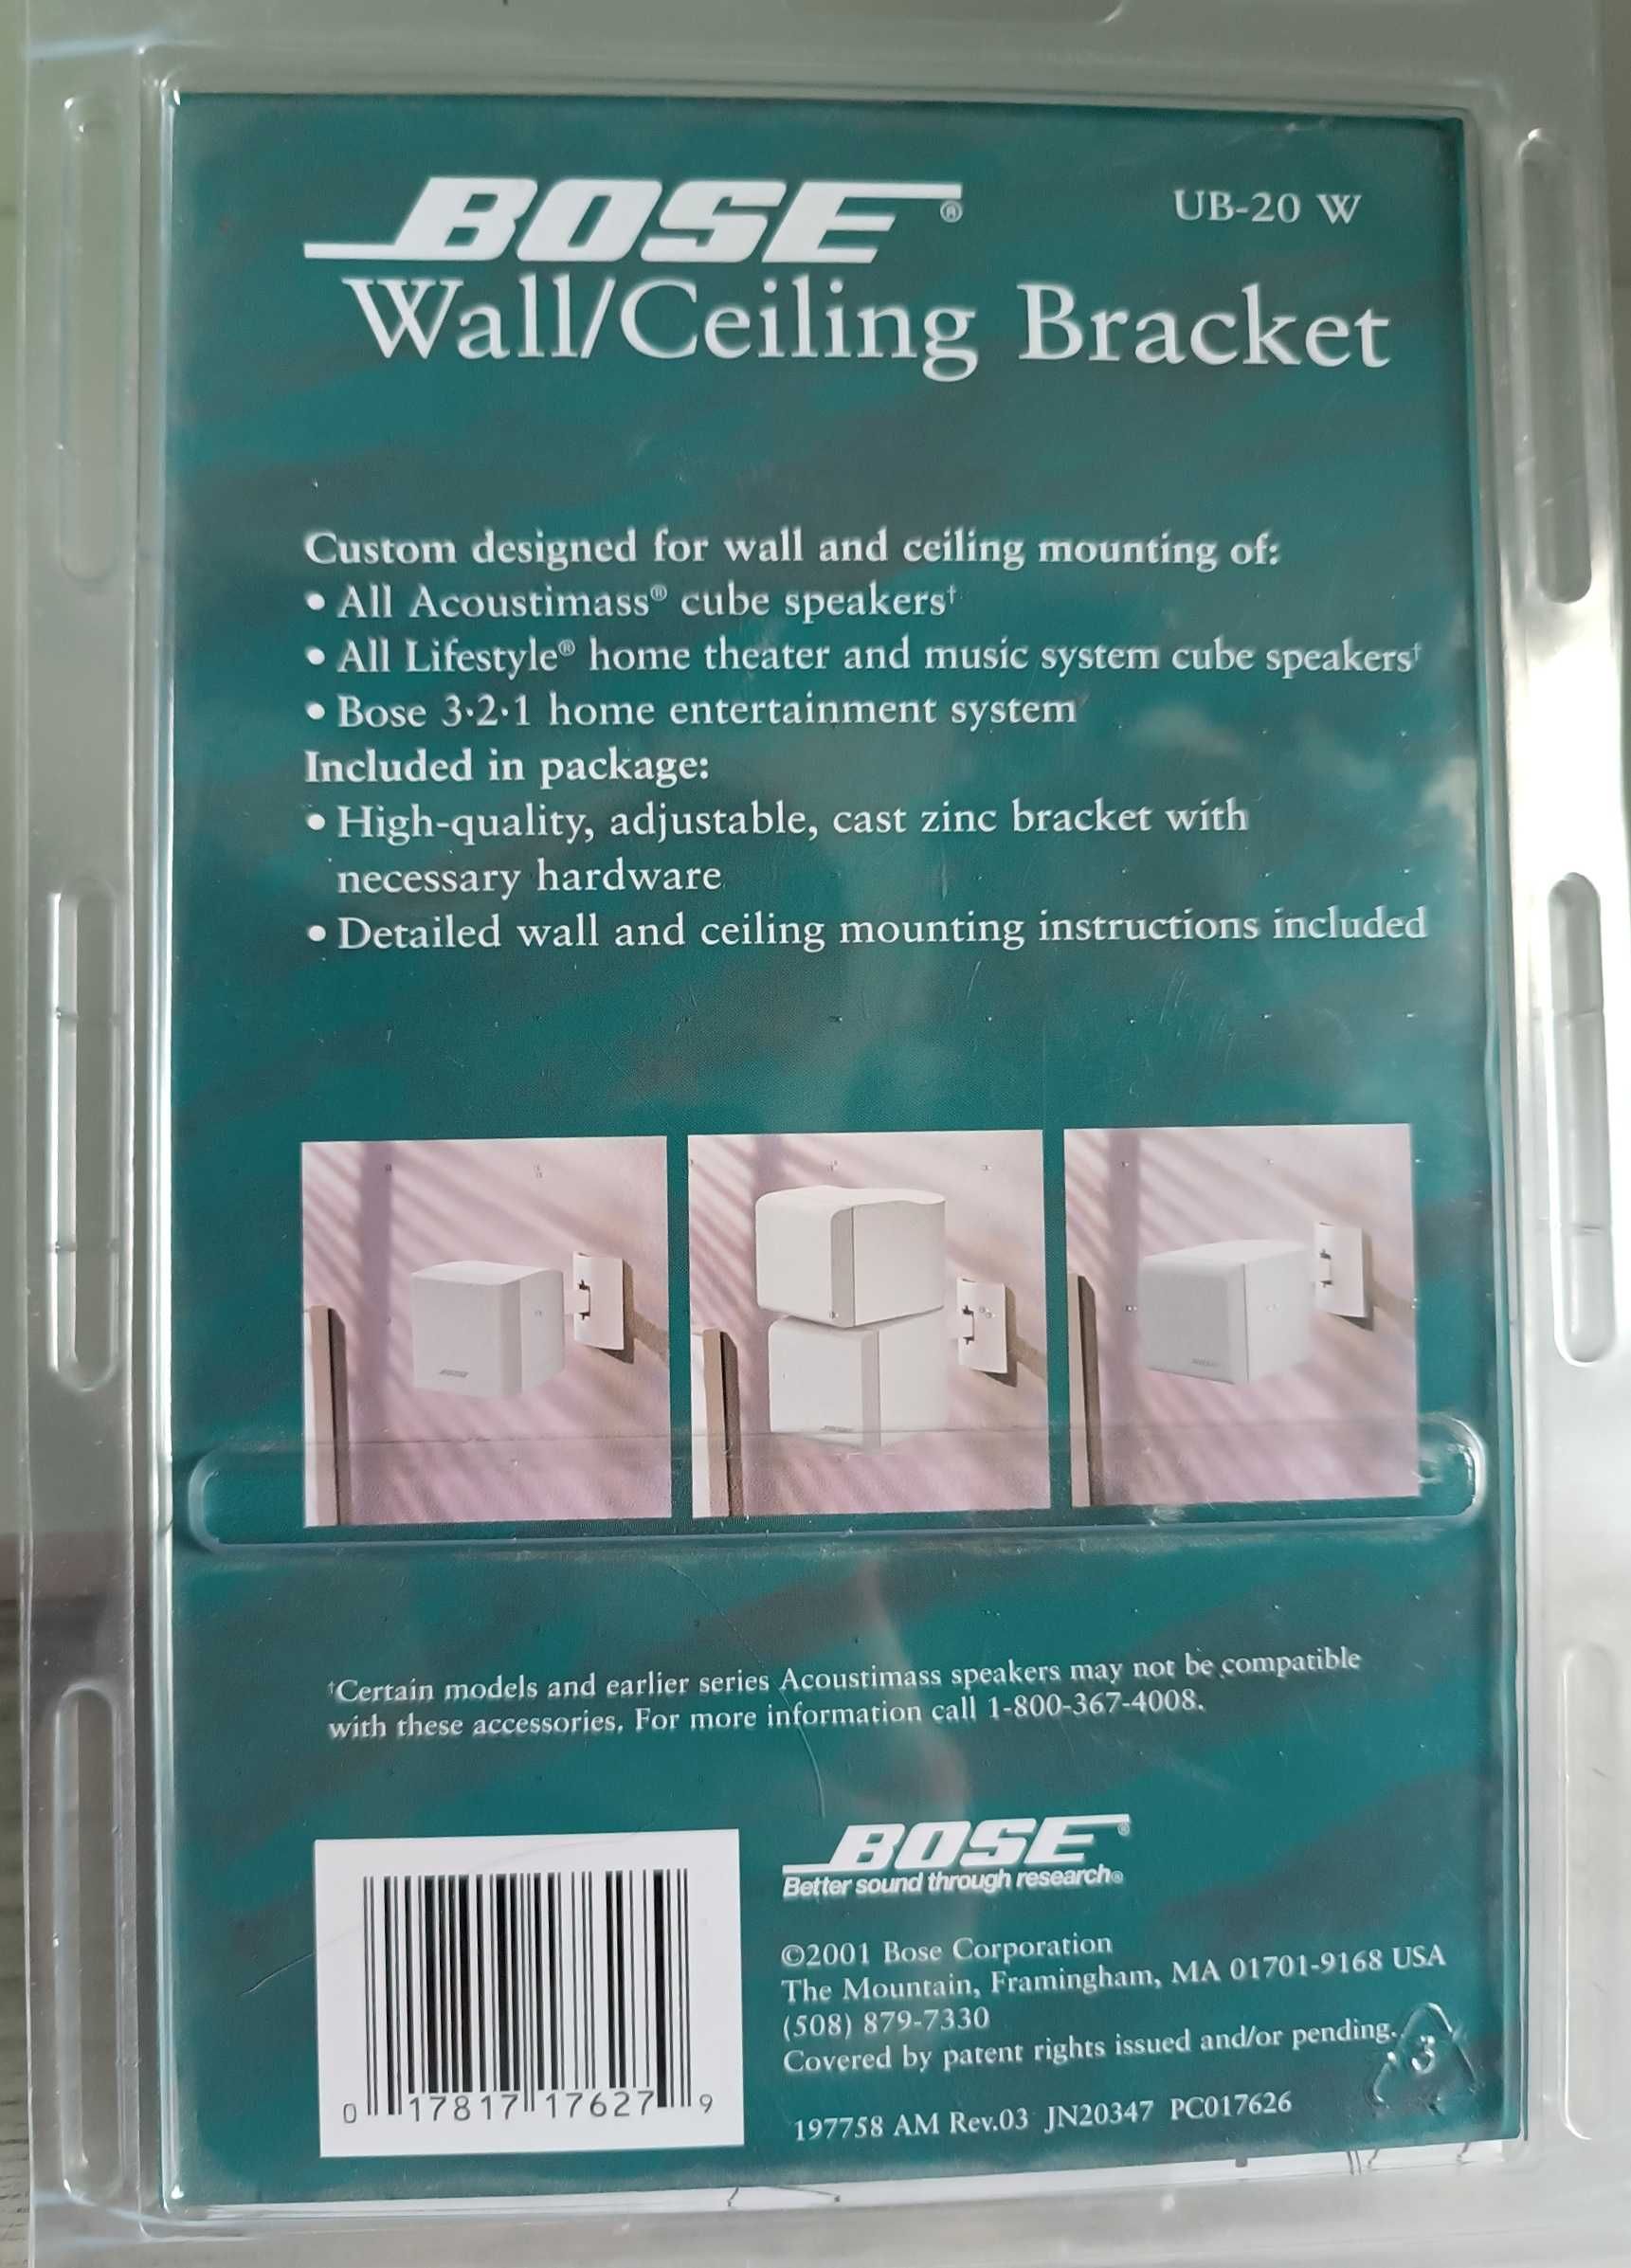 BOSE®
UB-20 W
Wall/Ceiling Bracket
Custom designed for wall and ceiling mounting of:
• All Acoustimass® cube speakers†
• All Lifestyle® home theater and music system cube speakers†
• Bose 3·2·1 home entertainment system
Included in package:
• High-quality, adjustable, cast zinc bracket with
necessary hardware
• Detailed wall and ceiling mounting instructions included
BOSE
†Certain models and earlier series Acoustimass speakers may not be compatible
with these accessories. For more information call 1-800-367-4008.
BOSE®
Better sound through research®
©2001 Bose Corporation
The Mountain, Framingham, MA 01701-9168 USA
(508) 879-7330
Covered by patent rights issued and/or pending.
3
197758 AM Rev.03 JN20347 PC017626
0 17817 17627 9